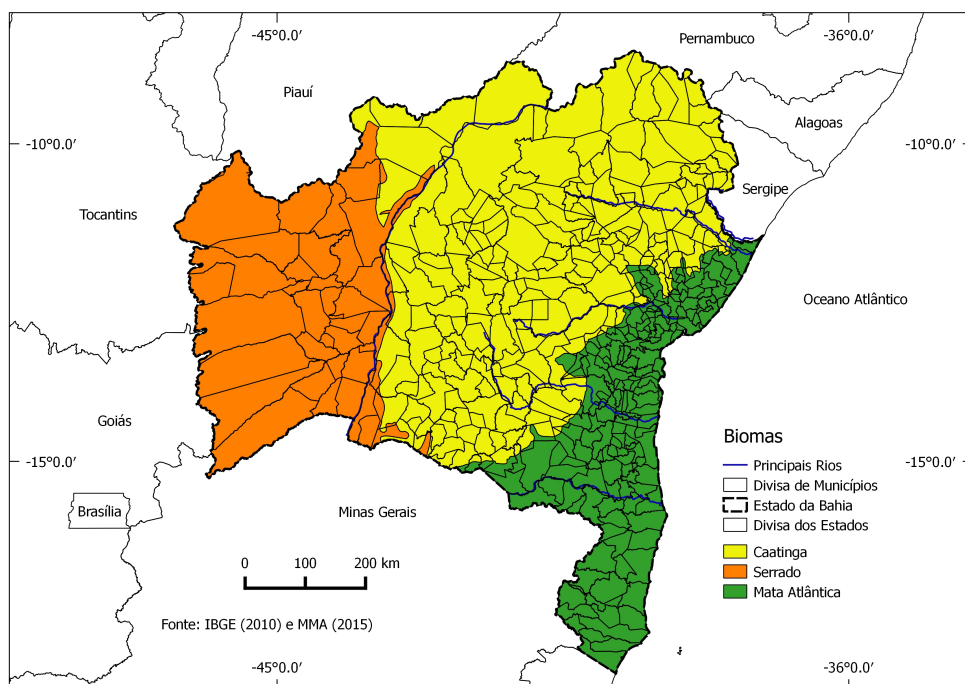 Pernambuco
-45°0.0′
-36°0.0′
Piauí
Alagoas
-10°0.0′
-10°0.0′
Sergipe
Tocantins
Oceano Atlântico
Goiás
Biomas
-15°0.0′
-15°0.0′
Principais Rios
Divisa de Municípios
Estado da Bahia
Brasília
Minas Gerais
Divisa dos Estados
Caatinga
0 100 200 km
Serrado
Mata Atlântica
Fonte: IBGE (2010) e MMA (2015)
-45°0.0′
-36°0.0′